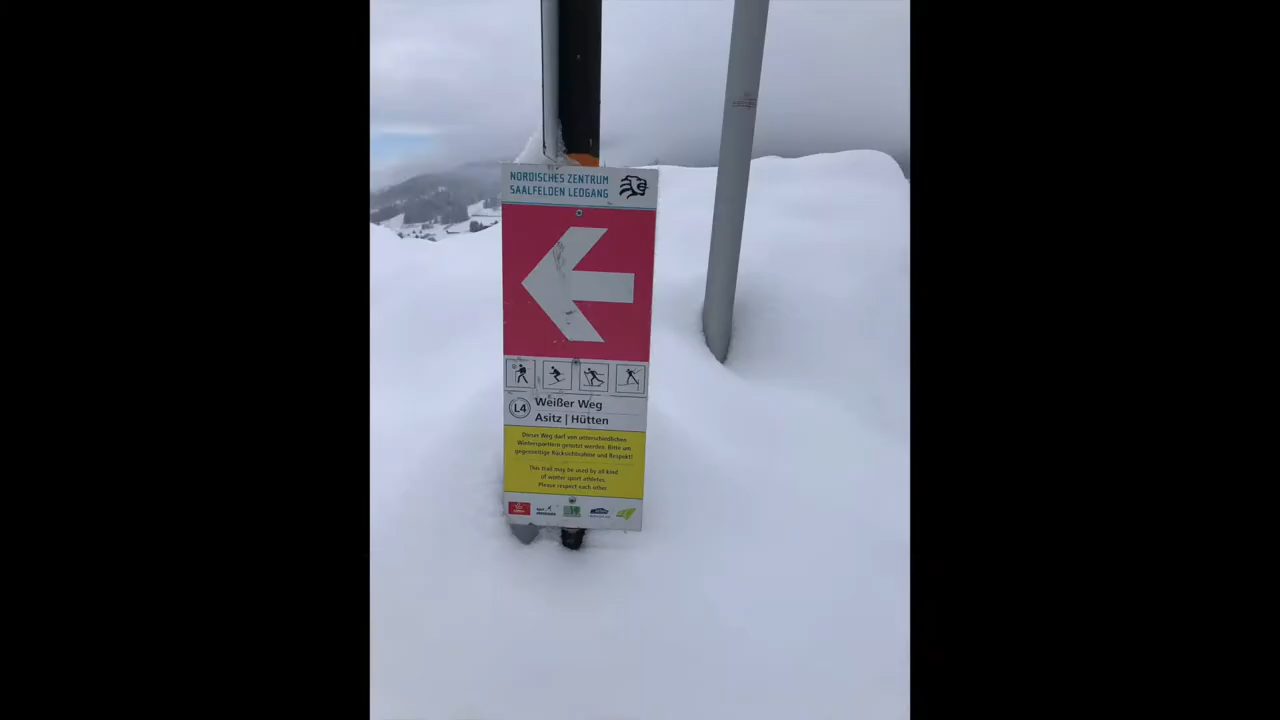 NORDISCHES ZENTRUM
SAALFELDEN LEOGANG
L4
Weißer Weg
Asitz | Hütten
Dieser Weg darf von unterschiedlichen
Wintersportlern genutzt werden. Bitte um
gegenseitige Rücksichtnahme und Respekt!
This trail may be used by all kind
of winter sport athletes.
Please respect each other.